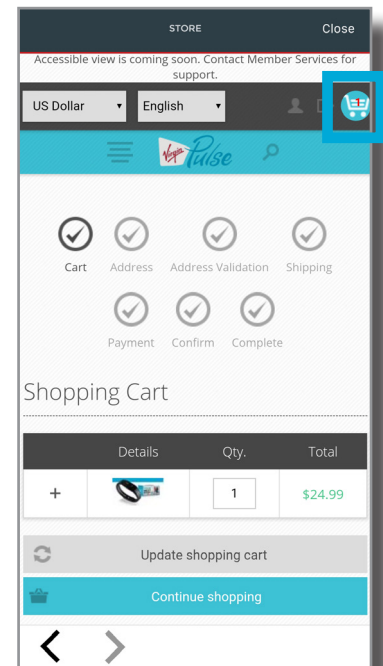 STORE Close
Accessible view is coming soon. Contact Member Services for
support.
US Dollar English 1
Virgin Pulse
Cart Address Address Validation Shipping
Payment Confirm Complete
Shopping Cart
Details Qty. Total
+ 1 $24.99
Update shopping cart
Continue shopping